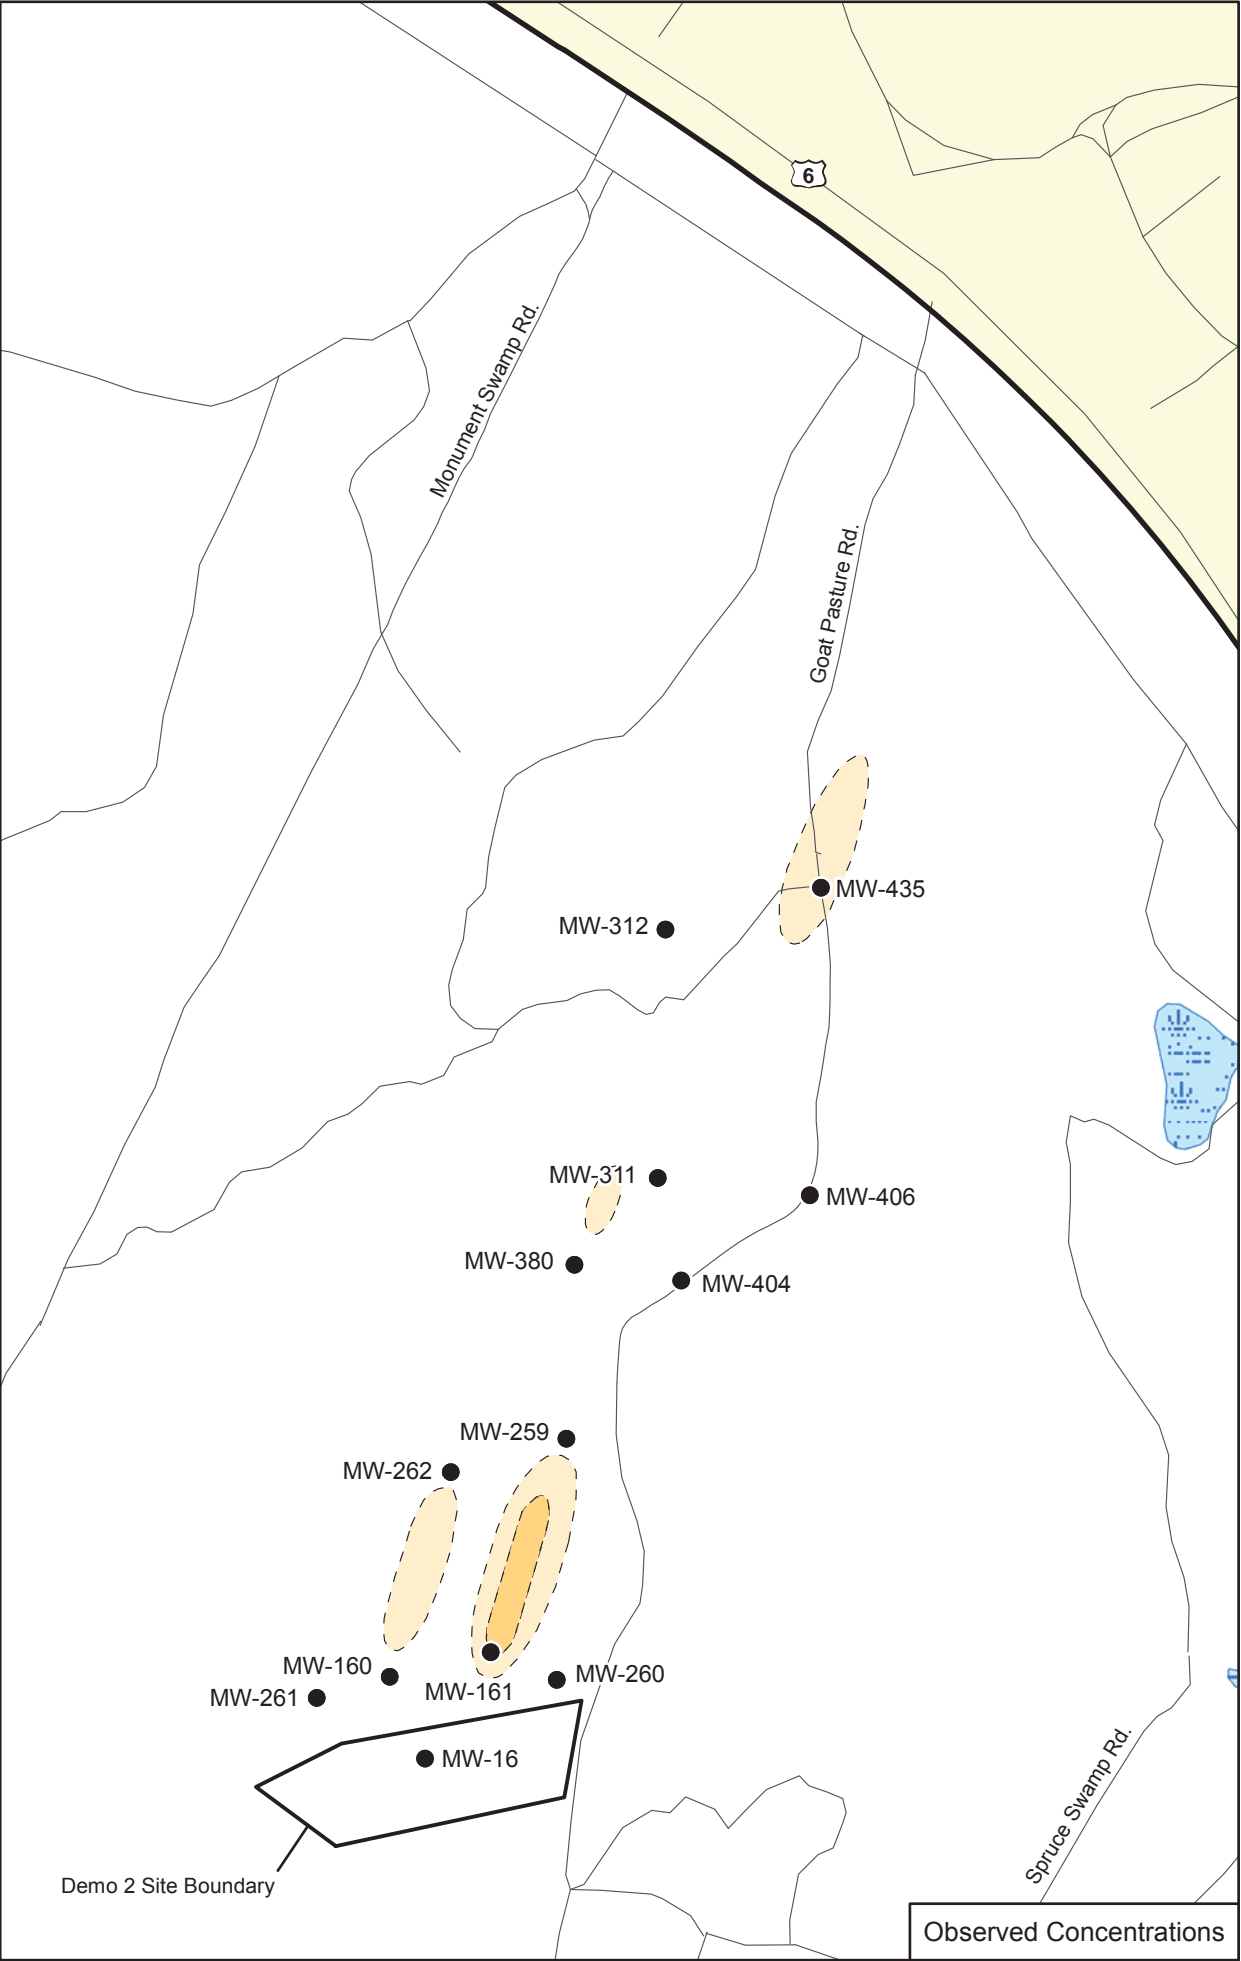 6
Monument Swamp Rd.
Goat Pasture Rd.
MW-435
MW-312
MW-311
MW-406
MW-380
MW-404
MW-259
MW-262
MW-160
MW-260
MW-161
MW-261
MW-16
Spruce Swamp Rd.
Demo 2 Site Boundary
Observed Concentrations